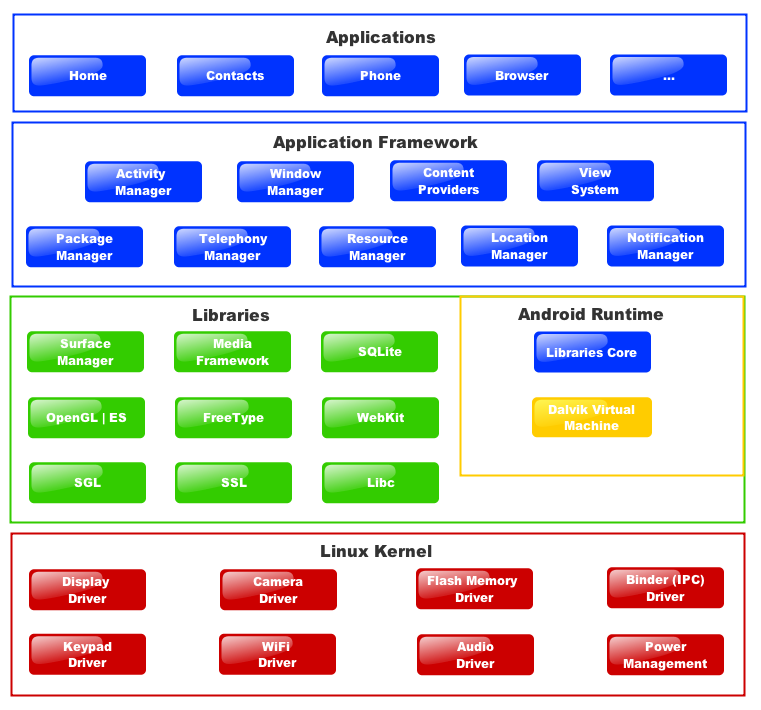 Applications
Home
Contacts
Phone
Browser
...
Application Framework
Activity
Manager
Window
Manager
Content
Providers
View
System
Package
Manager
Telephony
Manager
Resource
Manager
Location
Manager
Notification
Manager
Libraries
Surface
Manager
Media
Framework
SQLite
OpenGL | ES
FreeType
WebKit
SGL
SSL
Libc
Android Runtime
Libraries Core
Dalvik Virtual
Machine
Linux Kernel
Display
Driver
Camera
Driver
Flash Memory
Driver
Binder (IPC)
Driver
Keypad
Driver
WiFi
Driver
Audio
Driver
Power
Management